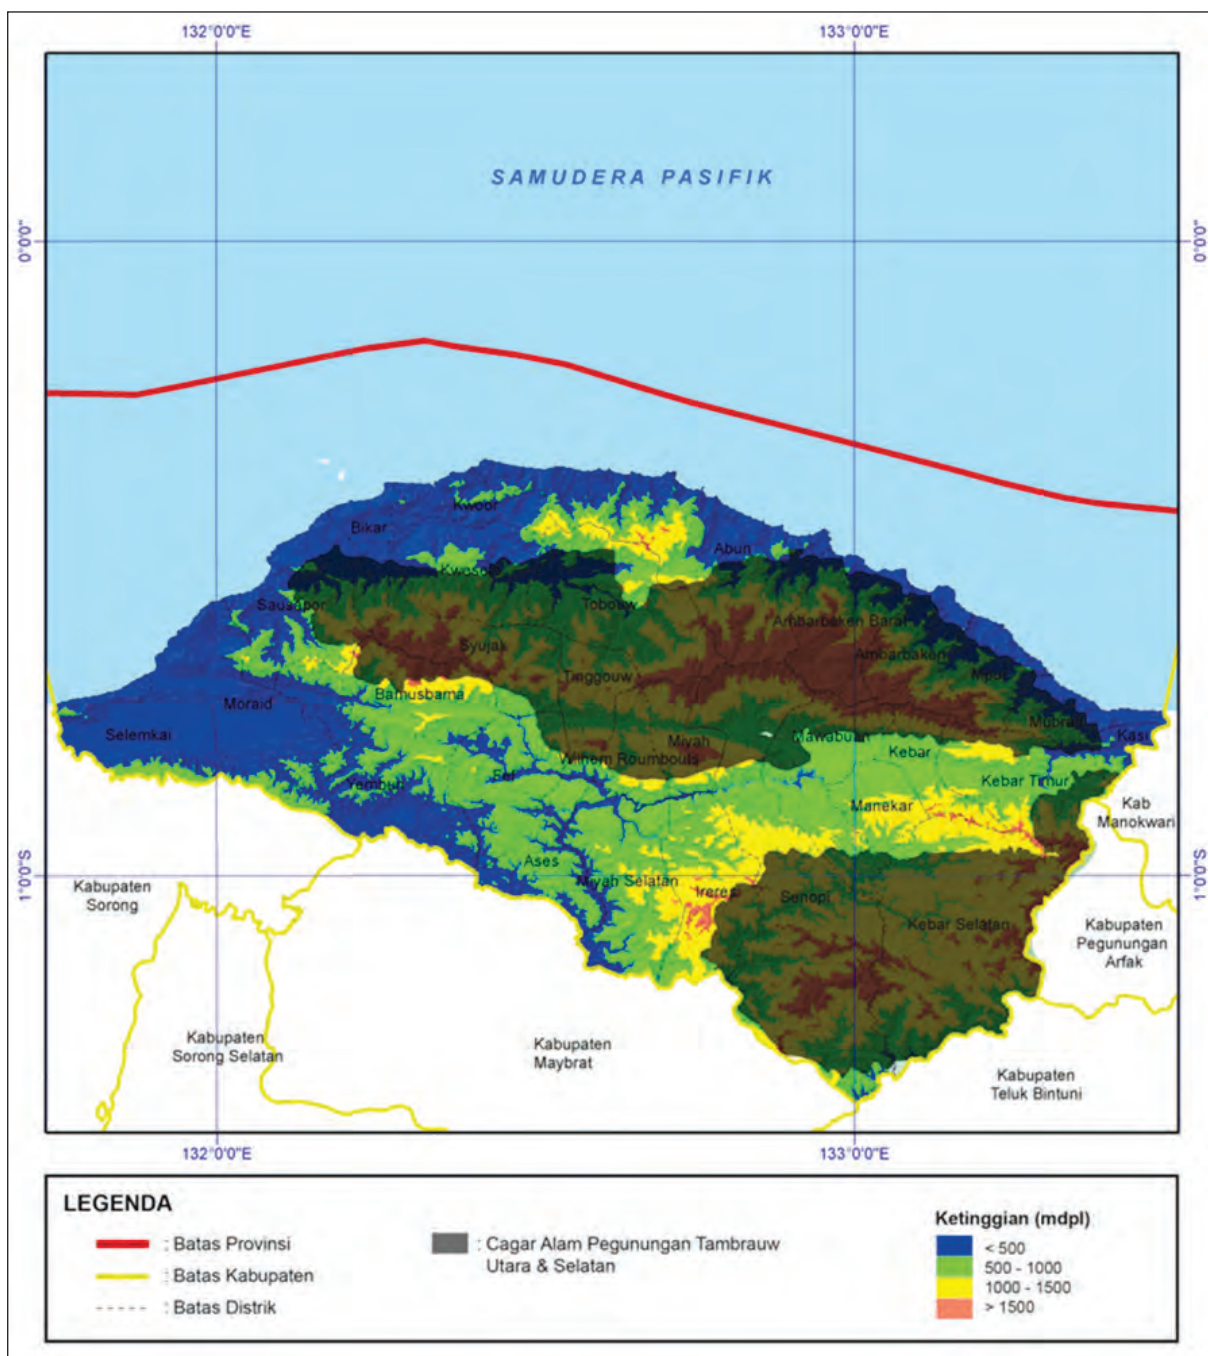 132°0'0"E
133°0'0"E
SAMUDERA PASIFIK
0°0'0"
0°0'0"
Kwoor
Bikar
Abun
Kwesefo
Sausapor
Tobouw
Ambarbaken Barat
Syujak
Ambarbaken
Tinggouw
Mpur
Bamusbama
Moraid
Mubrani
Selemkai
Miyah
Mawabuan
Kasi
Kebar
Wilhem Roumbouts
Fef
Yembun
Kebar Timur
Manekar
Kab
Manokwari
Ases
1°0'0"S
1°0'0"S
Miyah Selatan
Ireres
Senopi
Kabupaten
Sorong
Kebar Selatan
Kabupaten
Pegunungan
Arfak
Kabupaten
Sorong Selatan
Kabupaten
Maybrat
Kabupaten
Teluk Bintuni
132°0'0"E
133°0'0"E
LEGENDA
: Batas Provinsi
: Batas Kabupaten
: Batas Distrik
: Cagar Alam Pegunungan Tambrauw
Utara & Selatan
Ketinggian (mdpl)
< 500
500 - 1000
1000 - 1500
> 1500